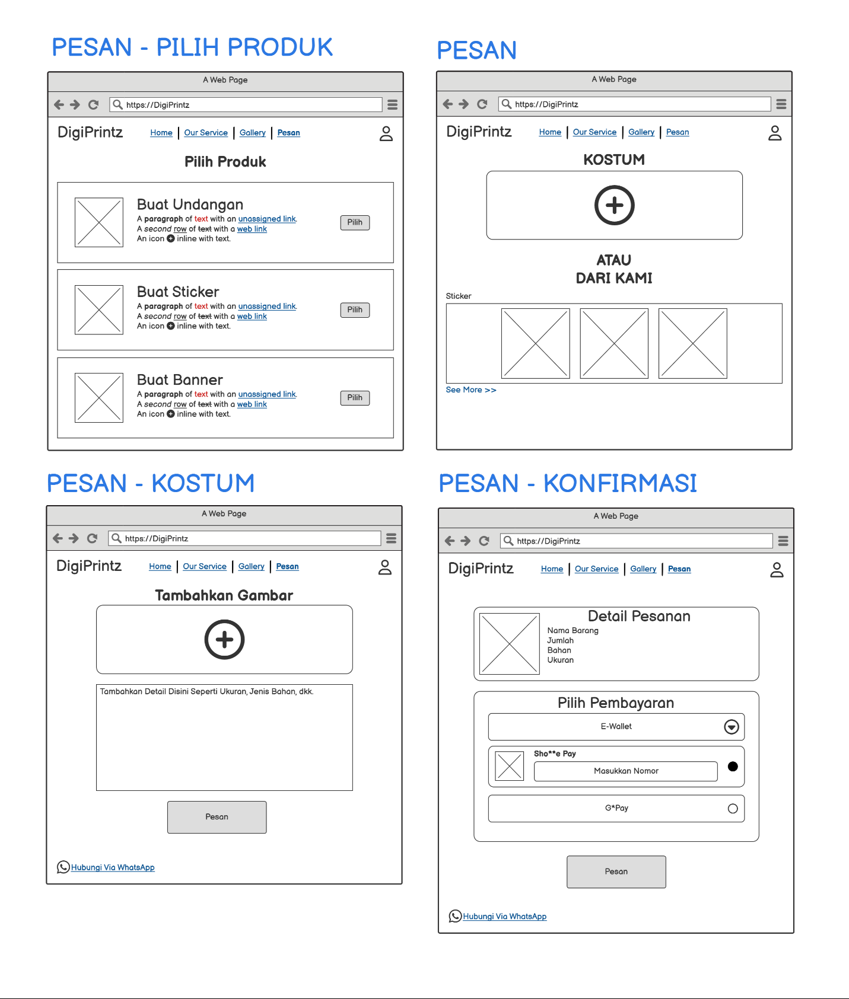 PESAN - PILIH PRODUK
A Web Page
https://DigiPrintz
DigiPrintz
Home
Our Service
Gallery
Pesan
Pilih Produk
Buat Undangan
A paragraph of text with an unassigned link.
A second row of text with a web link
An icon inline with text.
Pilih
Buat Sticker
A paragraph of text with an unassigned link.
A second row of text with a web link
An icon inline with text.
Pilih
Buat Banner
A paragraph of text with an unassigned link.
A second row of text with a web link
An icon inline with text.
Pilih
PESAN
A Web Page
https://DigiPrintz
DigiPrintz
Home
Our Service
Gallery
Pesan
KOSTUM
ATAU
DARI KAMI
Sticker
See More >>
PESAN - KOSTUM
A Web Page
https://DigiPrintz
DigiPrintz
Home
Our Service
Gallery
Pesan
Tambahkan Gambar
Tambahkan Detail Disini Seperti Ukuran, Jenis Bahan, dkk.
Pesan
Hubungi Via WhatsApp
PESAN - KONFIRMASI
A Web Page
https://DigiPrintz
DigiPrintz
Home
Our Service
Gallery
Pesan
Detail Pesanan
Nama Barang
Jumlah
Bahan
Ukuran
Pilih Pembayaran
E-Wallet
Sho**e Pay
Masukkan Nomor
G*Pay
Pesan
Hubungi Via WhatsApp